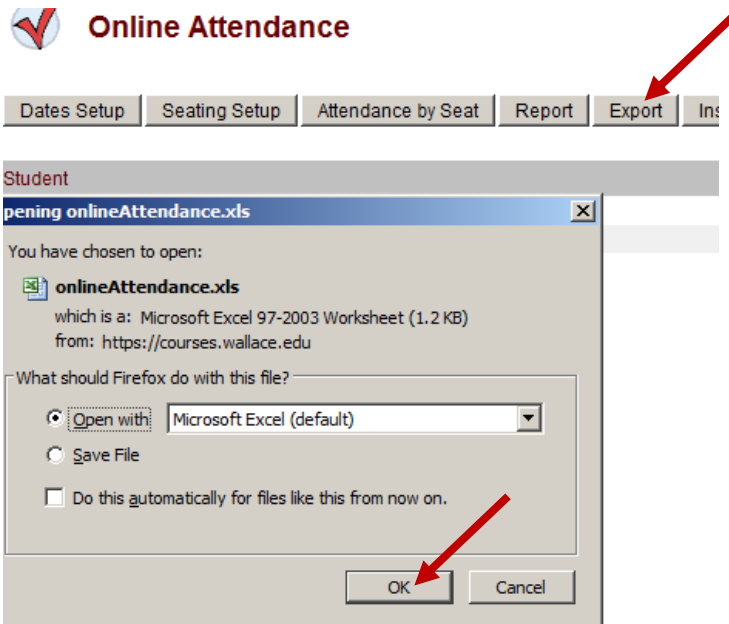 Online Attendance
Dates Setup Seating Setup Attendance by Seat Report Export Ins
Student
pening onlineAttendance.xls
You have chosen to open:
onlineAttendance.xls
which is a: Microsoft Excel 97-2003 Worksheet (1.2 KB)
from: https://courses.wallace.edu
What should Firefox do with this file?
Open with Microsoft Excel (default)
Save File
Do this automatically for files like this from now on.
OK Cancel